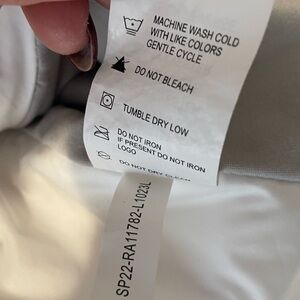 MACHINE WASH COLD
WITH LIKE COLORS
GENTLE CYCLE
DO NOT BLEACH
TUMBLE DRY LOW
DO NOT IRON
IF PRESENT DO NOT IRON
LOGO
DO NOT DRY CLEAN
SP22-RA11782-L1023L